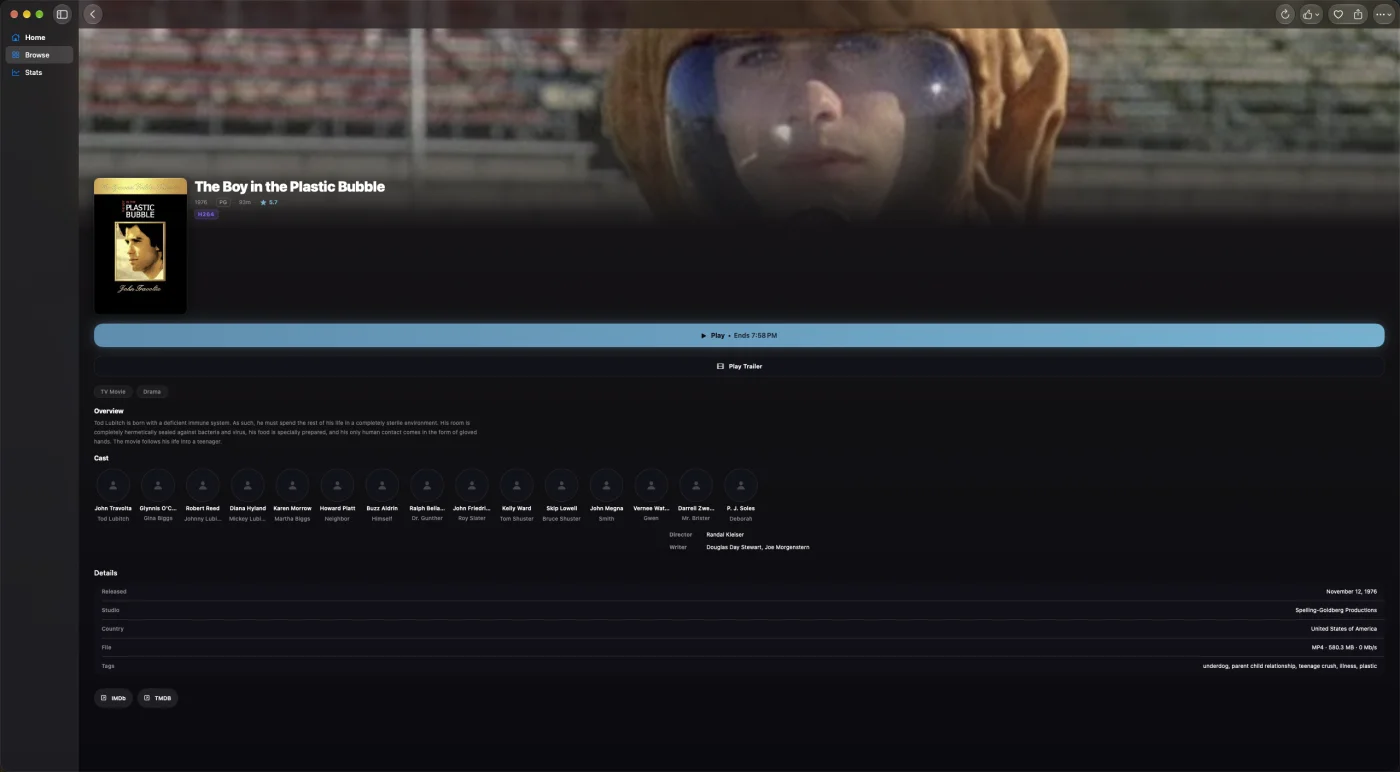 Home
Browse
Stats
The Boy in the Plastic Bubble
1976 PG 93m ★ 5.7
H264
PLASTIC
BUBBLE
John Travolta
Play • Ends 7:58 PM
Play Trailer
TV Movie Drama
Overview
Tod Lubitch is born with a deficient immune system. As such, he must spend the rest of his life in a completely sterile environment. His room is
completely hermetically sealed against bacteria and virus, his food is specially prepared, and his only human contact comes in the form of gloved
hands. The movie follows his life into a teenager.
Cast
John Travolta Glynnis O'C... Robert Reed Diana Hyland Karen Morrow Howard Platt Buzz Aldrin Ralph Bella... John Friedri... Kelly Ward Skip Lowell John Megna Vernee Wat... Darrell Zwe... P. J. Soles
Tod Lubitch Gina Biggs Johnny Lubi... Mickey Lubi... Martha Biggs Neighbor Himself Dr. Gunther Roy Slater Tom Shuster Bruce Shuster Smith Gwen Mr. Brister Deborah
Director Randal Kleiser
Writer Douglas Day Stewart, Joe Morgenstern
Details
Released November 12, 1976
Studio Spelling-Goldberg Productions
Country United States of America
File MP4 · 580.3 MB · 0 Mb/s
Tags underdog, parent child relationship, teenage crush, illness, plastic
IMDb TMDB